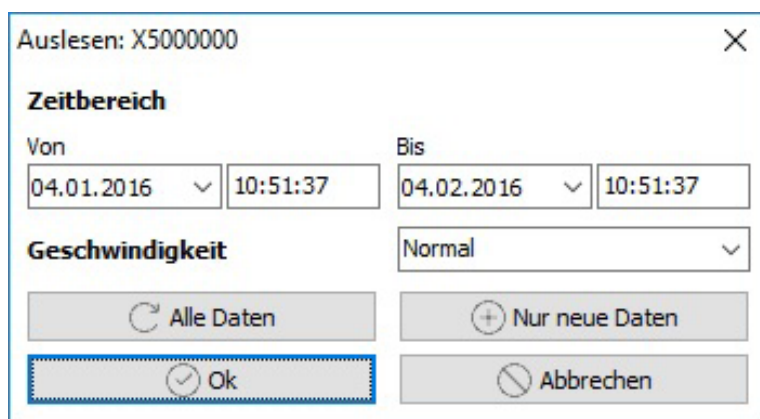 Auslesen: X5000000
Zeitbereich
Von Bis
04.01.2016 10:51:37 04.02.2016 10:51:37
Geschwindigkeit Normal
Alle Daten Nur neue Daten
Ok Abbrechen